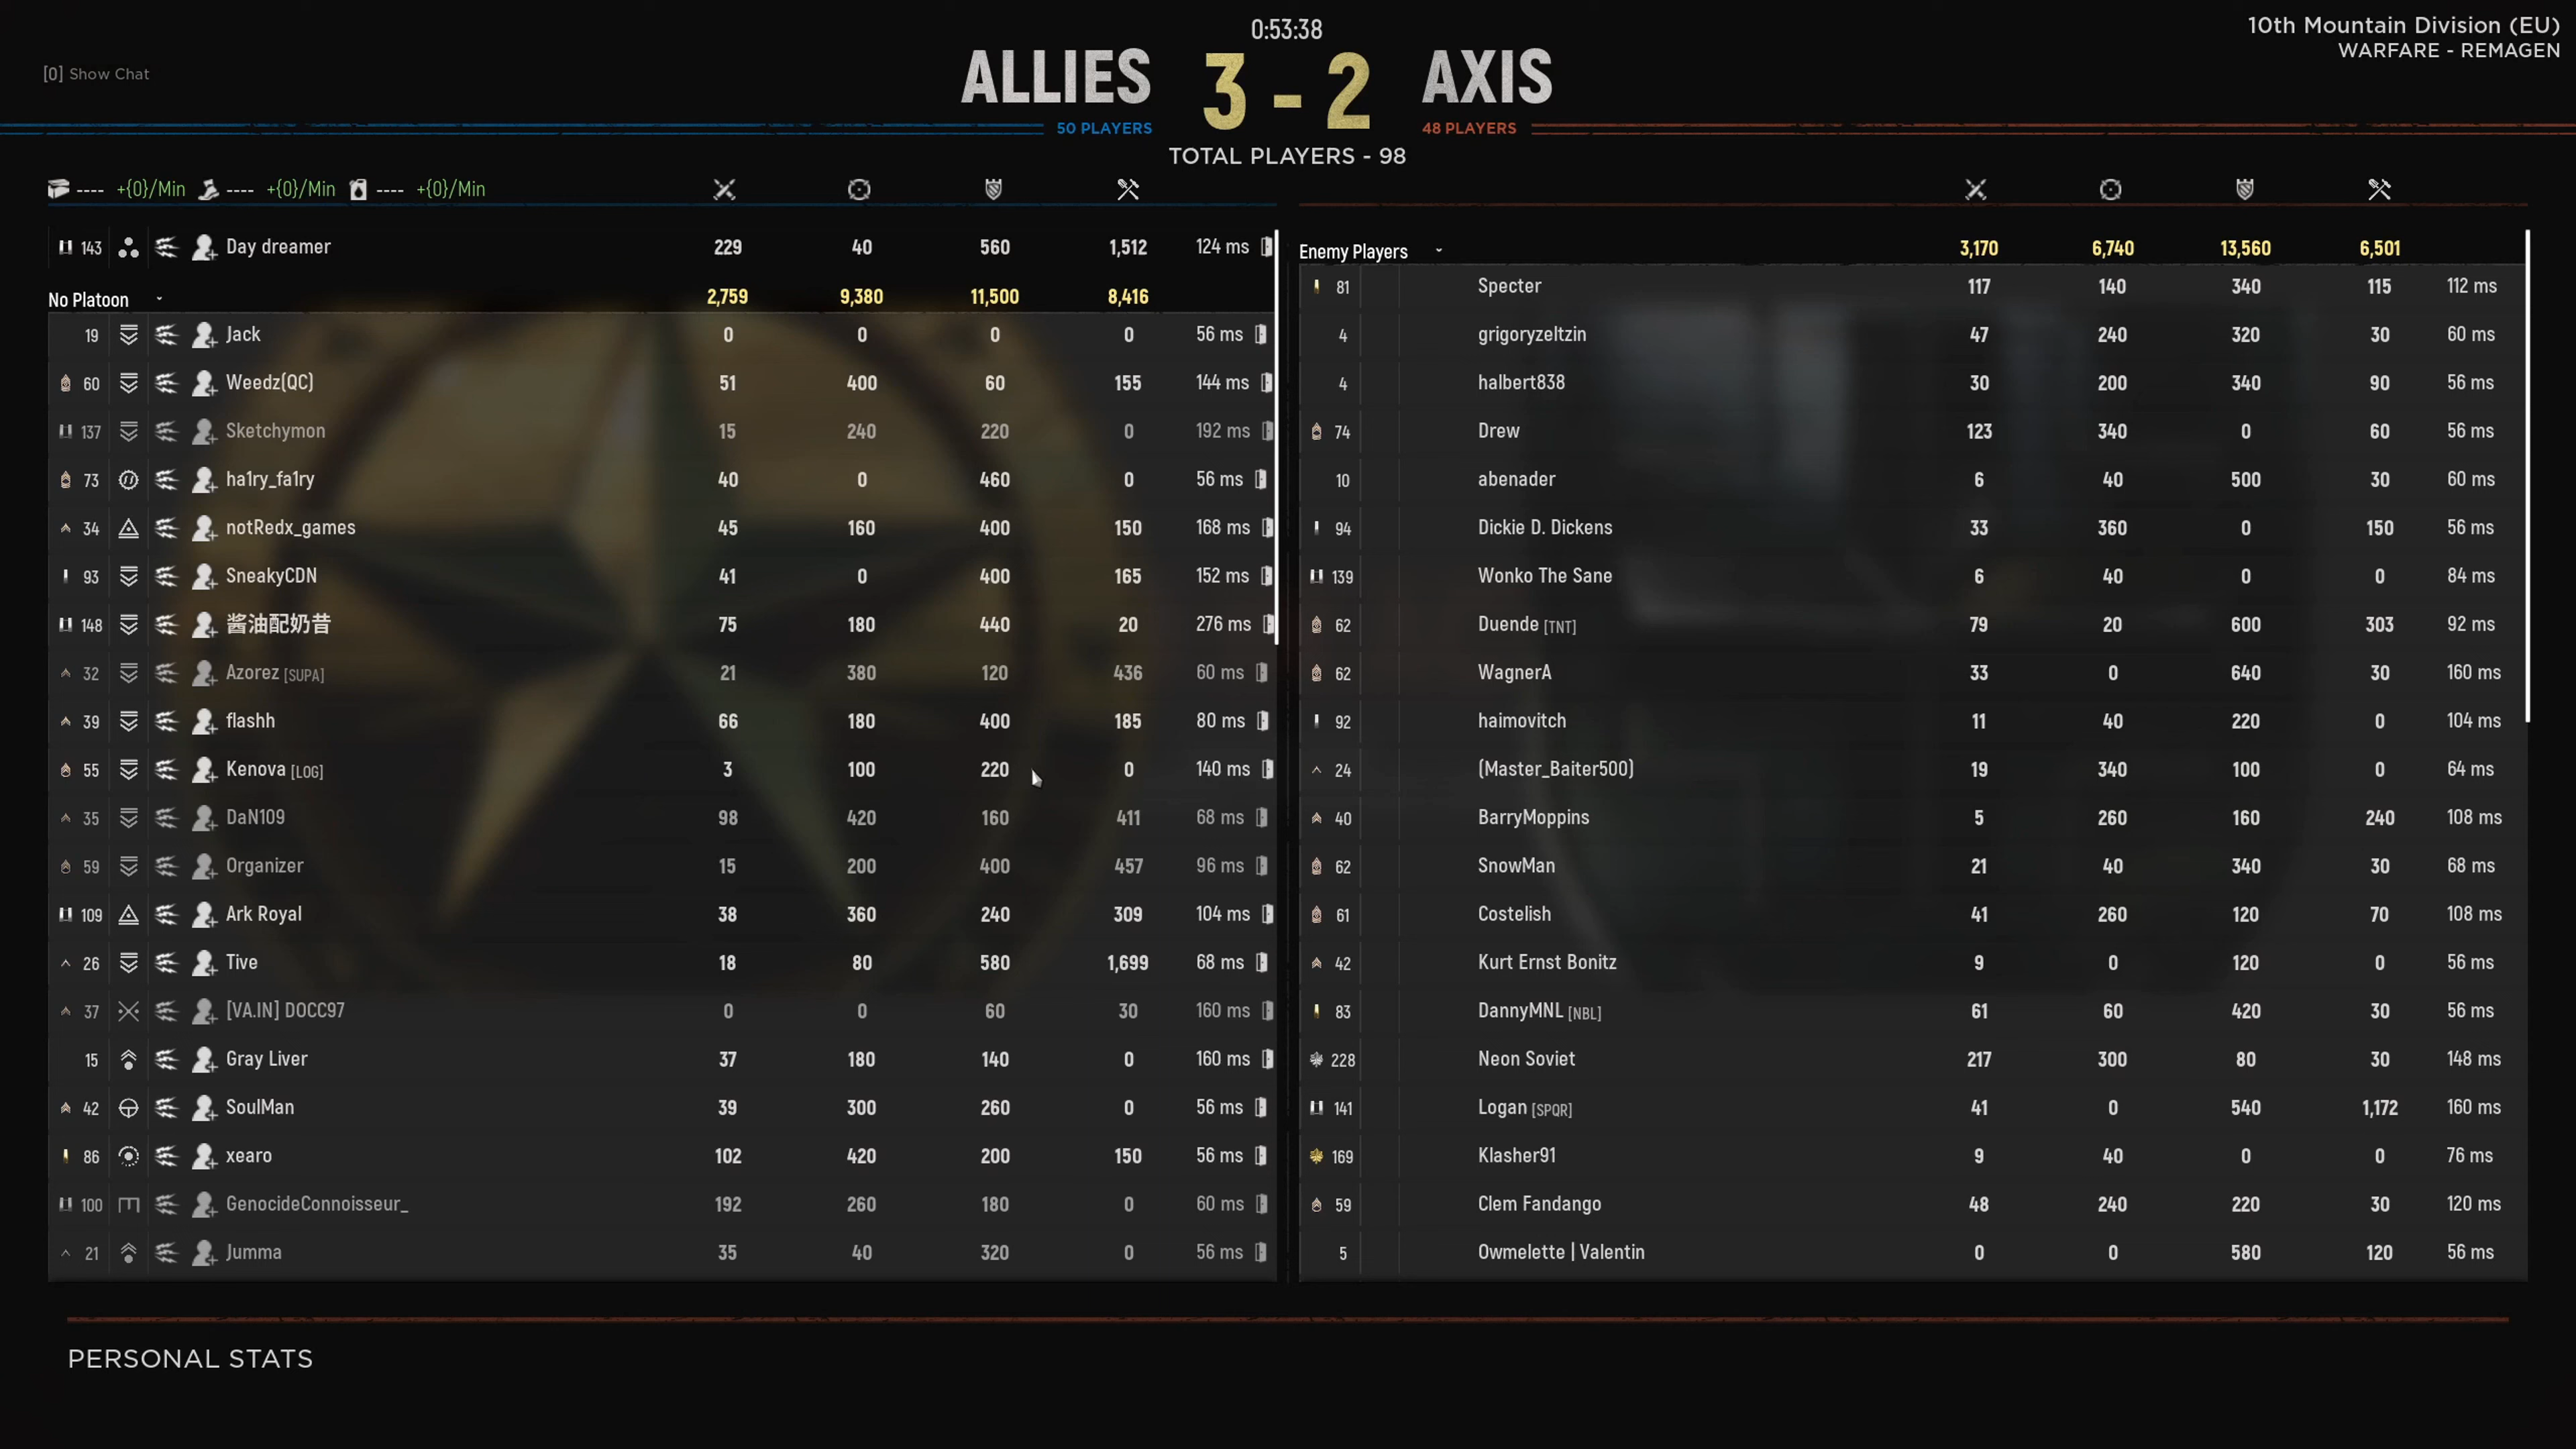 0:53:38
10th Mountain Division (EU)
WARFARE - REMAGEN
[0] Show Chat
ALLIES 3 - 2 AXIS
50 PLAYERS 48 PLAYERS
TOTAL PLAYERS - 98
---- +{0}/Min ---- +{0}/Min ---- +{0}/Min
143 Day dreamer 229 40 560 1,512 124 ms
No Platoon 2,759 9,380 11,500 8,416
19 Jack 0 0 0 0 56 ms
60 Weedz(QC) 51 400 60 155 144 ms
137 Sketchymon 15 240 220 0 192 ms
73 ha1ry_fa1ry 40 0 460 0 56 ms
34 notRedx_games 45 160 400 150 168 ms
93 SneakyCDN 41 0 400 165 152 ms
148 酱油配奶昔 75 180 440 20 276 ms
32 Azorez [SUPA] 21 380 120 436 60 ms
39 flashh 66 180 400 185 80 ms
55 Kenova [LOG] 3 100 220 0 140 ms
35 DaN109 98 420 160 411 68 ms
59 Organizer 15 200 400 457 96 ms
109 Ark Royal 38 360 240 309 104 ms
26 Tive 18 80 580 1,699 68 ms
37 [VA.IN] DOCC97 0 0 60 30 160 ms
15 Gray Liver 37 180 140 0 160 ms
42 SoulMan 39 300 260 0 56 ms
86 xearo 102 420 200 150 56 ms
100 GenocideConnoisseur_ 192 260 180 0 60 ms
21 Jumma 35 40 320 0 56 ms
Enemy Players 3,170 6,740 13,560 6,501
81 Specter 117 140 340 115 112 ms
4 grigoryzeltzin 47 240 320 30 60 ms
4 halbert838 30 200 340 90 56 ms
74 Drew 123 340 0 60 56 ms
10 abenader 6 40 500 30 60 ms
94 Dickie D. Dickens 33 360 0 150 56 ms
139 Wonko The Sane 6 40 0 0 84 ms
62 Duende [TNT] 79 20 600 303 92 ms
62 WagnerA 33 0 640 30 160 ms
92 haimovitch 11 40 220 0 104 ms
24 (Master_Baiter500) 19 340 100 0 64 ms
40 BarryMoppins 5 260 160 240 108 ms
62 SnowMan 21 40 340 30 68 ms
61 Costelish 41 260 120 70 108 ms
42 Kurt Ernst Bonitz 9 0 120 0 56 ms
83 DannyMNL [NBL] 61 60 420 30 56 ms
228 Neon Soviet 217 300 80 30 148 ms
141 Logan [SPQR] 41 0 540 1,172 160 ms
169 Klasher91 9 40 0 0 76 ms
59 Clem Fandango 48 240 220 30 120 ms
5 Owmelette | Valentin 0 0 580 120 56 ms
PERSONAL STATS